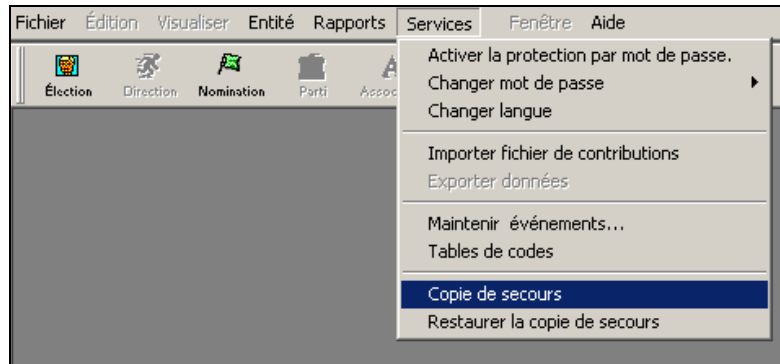 Fichier Édition Visualiser Entité Rapports Services Fenêtre Aide
Élection Direction Nomination Parti
Activer la protection par mot de passe.
Changer mot de passe
Changer langue
Importer fichier de contributions
Exporter données
Maintenir événements...
Tables de codes
Copie de secours
Restaurer la copie de secours